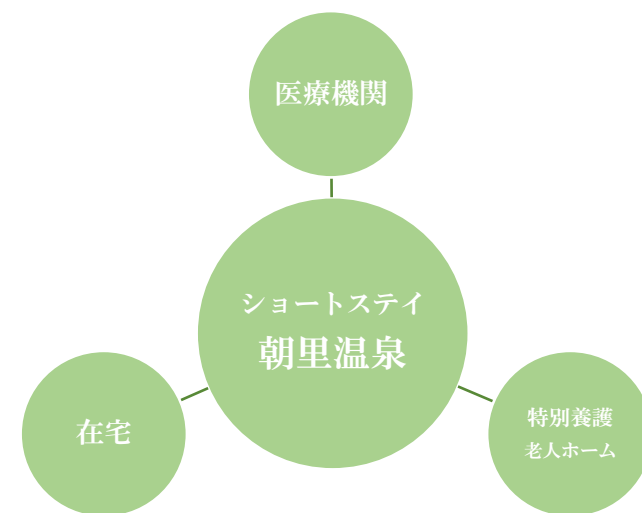 医療機関
ショートステイ
朝里温泉
在宅
特別養護
老人ホーム